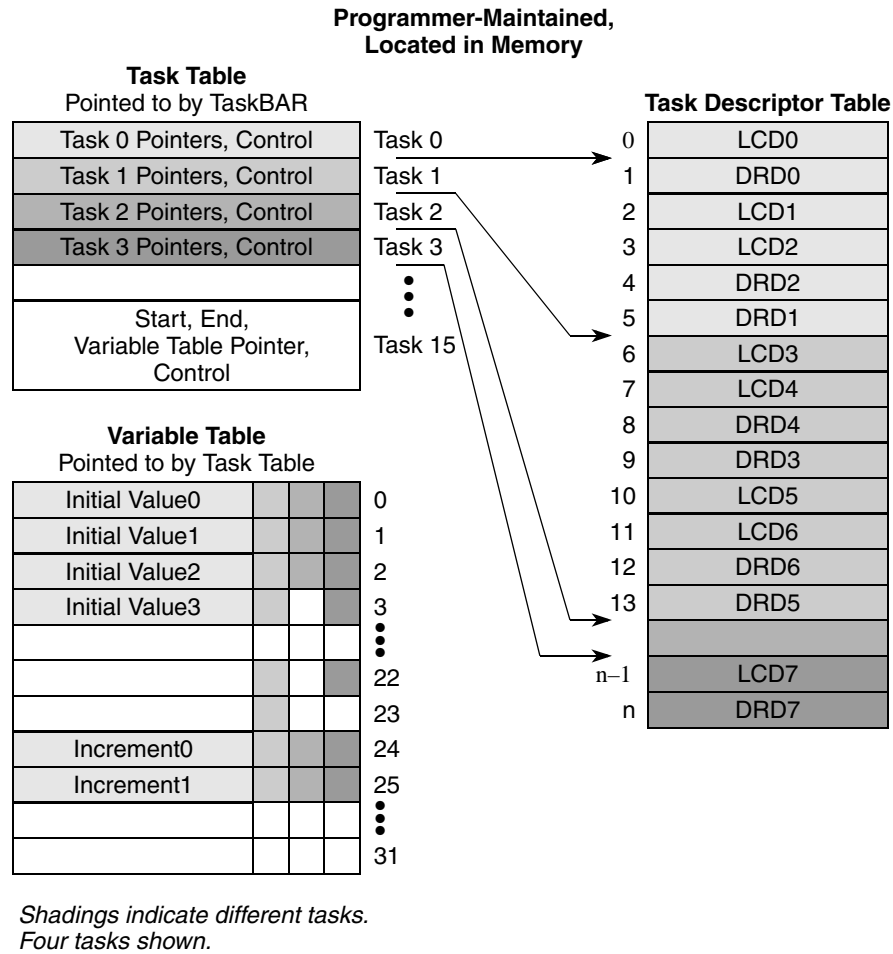 Programmer-Maintained,
Located in Memory
Task Table
Pointed to by TaskBAR
Task 0 Pointers, Control
Task 1 Pointers, Control
Task 2 Pointers, Control
Task 3 Pointers, Control
Start, End,
Variable Table Pointer,
Control
Task 0
Task 1
Task 2
Task 3
Task 15
Task Descriptor Table
0 LCD0
1 DRD0
2 LCD1
3 LCD2
4 DRD2
5 DRD1
6 LCD3
7 LCD4
8 DRD4
9 DRD3
10 LCD5
11 LCD6
12 DRD6
13 DRD5
n–1 LCD7
n DRD7
Variable Table
Pointed to by Task Table
Initial Value0 0
Initial Value1 1
Initial Value2 2
Initial Value3 3
22
23
Increment0 24
Increment1 25
31
Shadings indicate different tasks.
Four tasks shown.